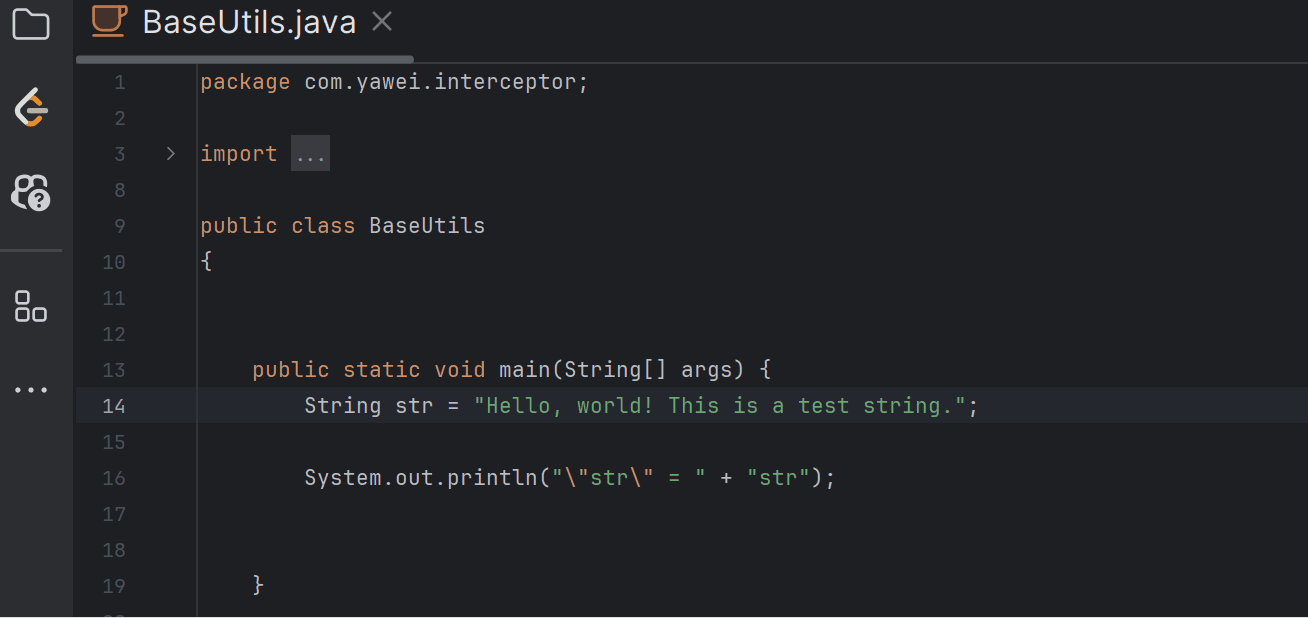 BaseUtils.java
1 package com.yawei.interceptor;
2
3 import ...
8
9 public class BaseUtils
10 {
11
12
13 public static void main(String[] args) {
14 String str = "Hello, world! This is a test string.";
15
16 System.out.println("\"str\" = " + "str");
17
18
19 }